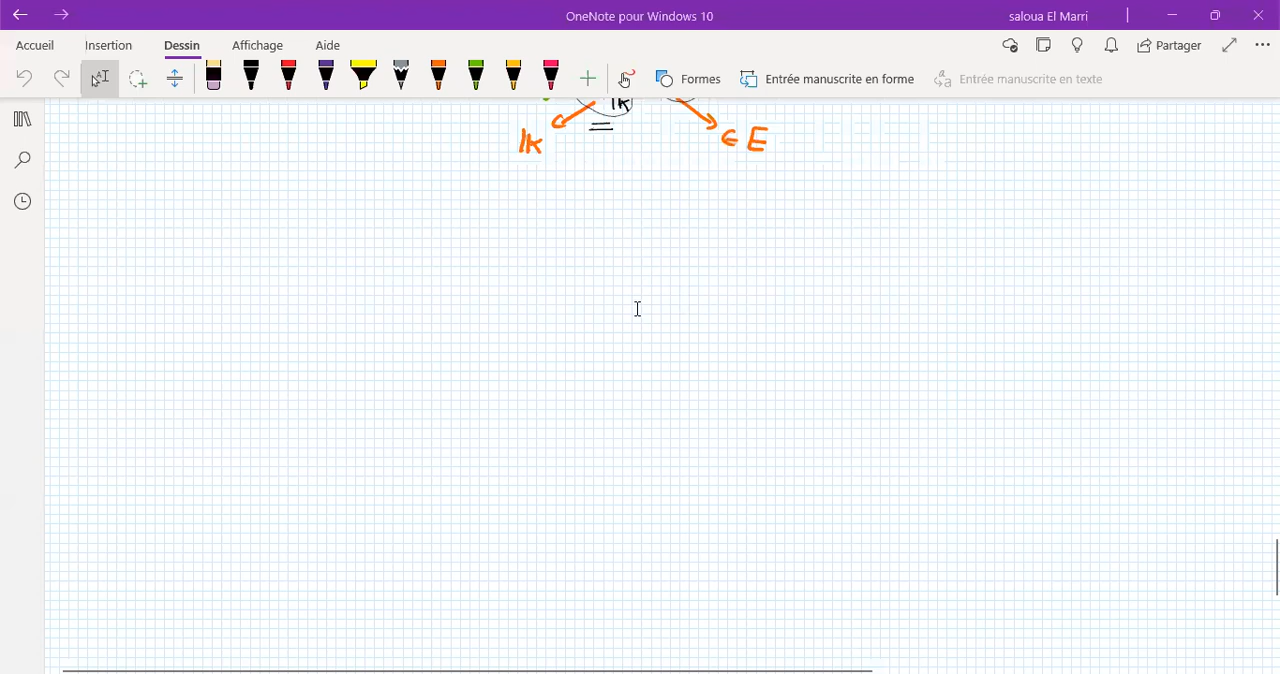 OneNote pour Windows 10
saloua El Marri
Accueil Insertion Dessin Affichage Aide
Partager
Formes
Entrée manuscrite en forme
Entrée manuscrite en texte
𝕂
𝕂
∈ E